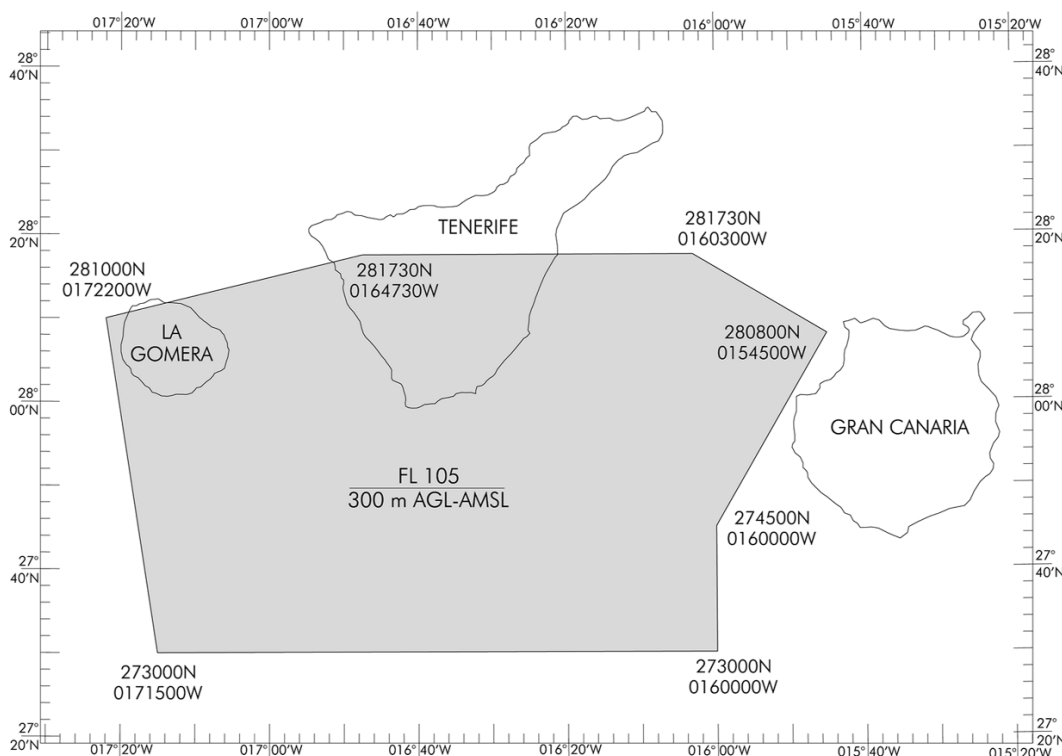 017°20'W 017°00'W 016°40'W 016°20'W 016°00'W 015°40'W 015°20'W
28° 28°
40'N 40'N
281730N
0160300W
28° 28°
20'N 20'N
TENERIFE
281000N
0172200W
281730N
0164730W
LA
GOMERA
280800N
0154500W
28° 28°
00'N 00'N
GRAN CANARIA
FL 105
300 m AGL-AMSL
274500N
0160000W
27° 27°
40'N 40'N
273000N
0171500W
273000N
0160000W
27° 27°
20'N 20'N
017°20'W 017°00'W 016°40'W 016°20'W 016°00'W 015°40'W 015°20'W